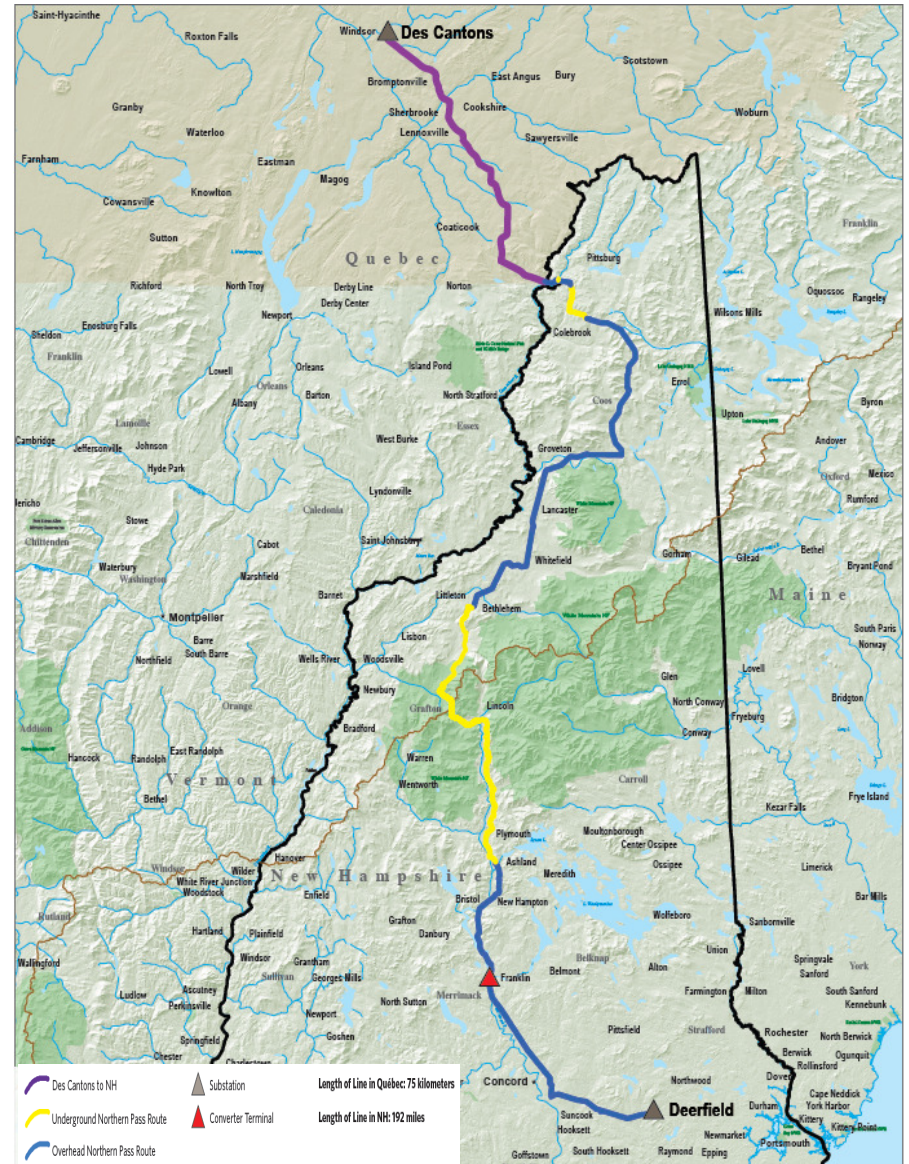 Saint-Hyacinthe
Roxton Falls
Windsor
Des Cantons
Scotstown
Bromptonville
East Angus
Bury
Granby
Sherbrooke
Cookshire
Woburn
Waterloo
Lennoxville
Sawyersville
Farnham
Eastman
Magog
Knowlton
Cowansville
Coaticook
Franklin
Sutton
Quebec
Pittsburg
Richford
North Troy
Derby Line
Norton
Oquossoc
Rangeley
Derby Center
Newport
Wilsons Mills
Enosburg Falls
Sheldon
Colebrook
Franklin
Island Pond
Lowell
Orleans
Errol
Orleans
Barton
North Stratford
Coos
Albany
Byron
Upton
Lamoille
Essex
Cambridge
Jeffersonville
Johnson
West Burke
Groveton
Andover
Hyde Park
Oxford
Mexico
Lyndonville
Rumford
Jericho
Caledonia
Lancaster
Stowe
Chittenden
Cabot
Saint Johnsbury
Whitefield
Gorham
Gilead
Bethel
Waterbury
Washington
Marshfield
Bryant Pond
Barnet
Littleton
Bethlehem
White Mountain NF
Maine
Montpelier
Barre
South Barre
Lisbon
South Paris
Norway
Northfield
Wells River
Woodsville
Lovell
Glen
Newbury
North Conway
Bridgton
Orange
Grafton
Lincoln
Fryeburg
Addison
Bradford
Conway
Hancock
Randolph
East Randolph
Warren
Vermont
Wentworth
Carroll
Bethel
Frye Island
Kezar Falls
Plymouth
Moultonborough
Center Ossipee
Hanover
Ashland
Ossipee
Windsor
Wilder
New Hampshire
Meredith
Limerick
White River Junction
Woodstock
Enfield
Bristol
New Hampton
Bar Mills
Rutland
Grafton
Wolfeboro
Sanbornville
Hartland
Plainfield
Danbury
Union
Wallingford
Windsor
Grantham
Belknap
Springvale
York
Sullivan
Georges Mills
Franklin
Belmont
Alton
Sanford
Ludlow
Ascutney
Perkinsville
North Sutton
Merrimack
Farmington
Milton
South Sanford
Kennebunk
Newport
Springfield
Goshen
Pittsfield
Strafford
Rochester
North Berwick
Chester
Charlestown
Berwick
Ogunquit
Rollinsford
Concord
Northwood
Dover
Cape Neddick
Deerfield
Durham
York Harbor
Suncook
Kittery
Kittery Point
Hooksett
Newmarket
Portsmouth
Goffstown
South Hooksett
Raymond
Epping
Des Cantons to NH
Substation
Length of Line in Québec: 75 kilometers
Underground Northern Pass Route
Converter Terminal
Length of Line in NH: 192 miles
Overhead Northern Pass Route